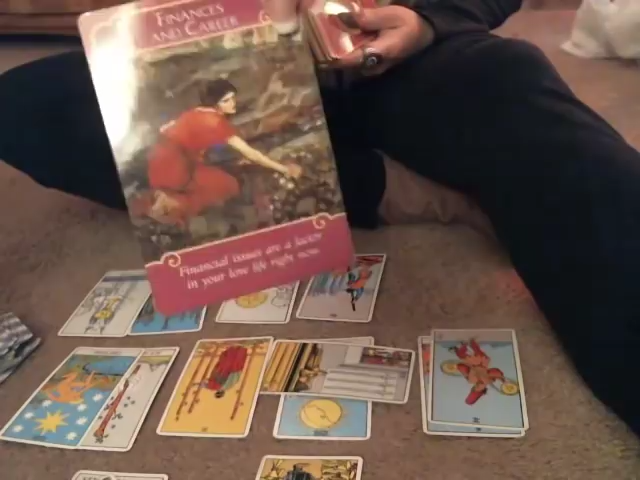 FINANCES
AND CAREER
Financial issues are a factor
in your love life right now.